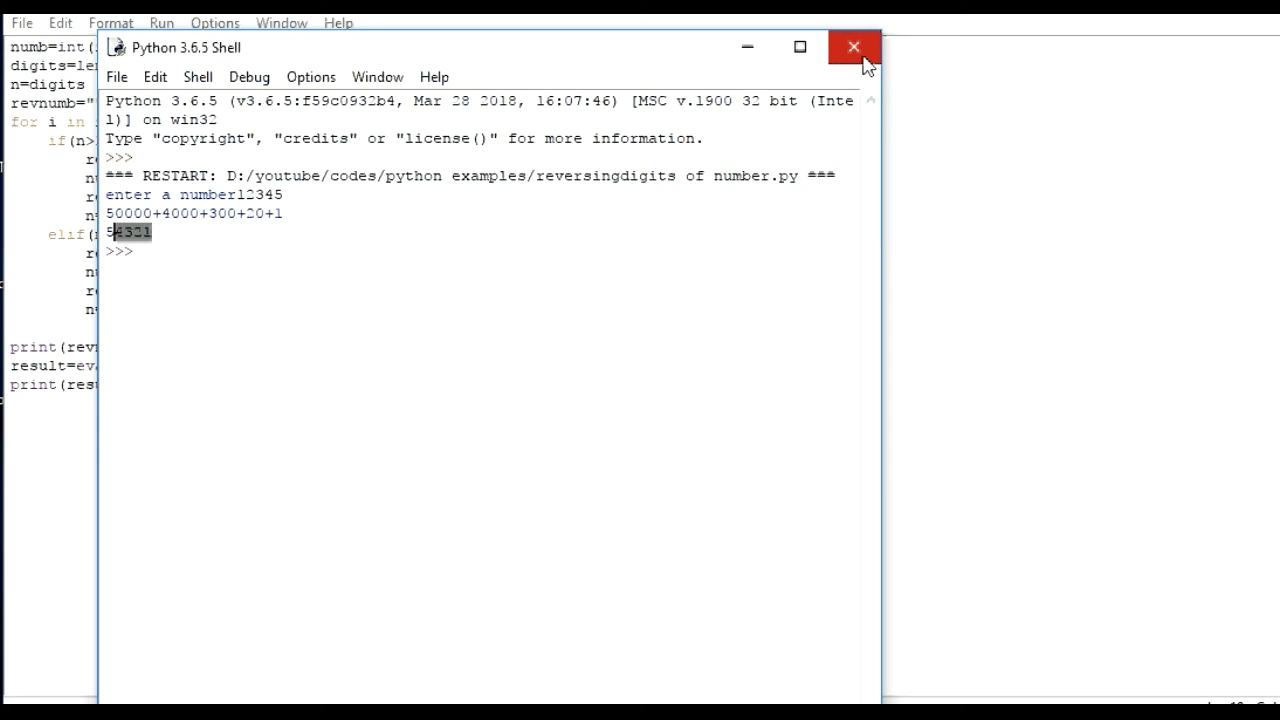 File Edit Format Run Options Window Help
numb=int(
digits=le
n=digits
revnumb="
for i in
if(n>
re
n
re
n=
elif(
re
n
re
n=
print(rev
result=ev
print(res
Python 3.6.5 Shell
File Edit Shell Debug Options Window Help
Python 3.6.5 (v3.6.5:f59c0932b4, Mar 28 2018, 16:07:46) [MSC v.1900 32 bit (Inte
l)] on win32
Type "copyright", "credits" or "license()" for more information.
>>>
=== RESTART: D:/youtube/codes/python examples/reversingdigits of number.py ===
enter a number12345
50000+4000+300+20+1
54321
>>>